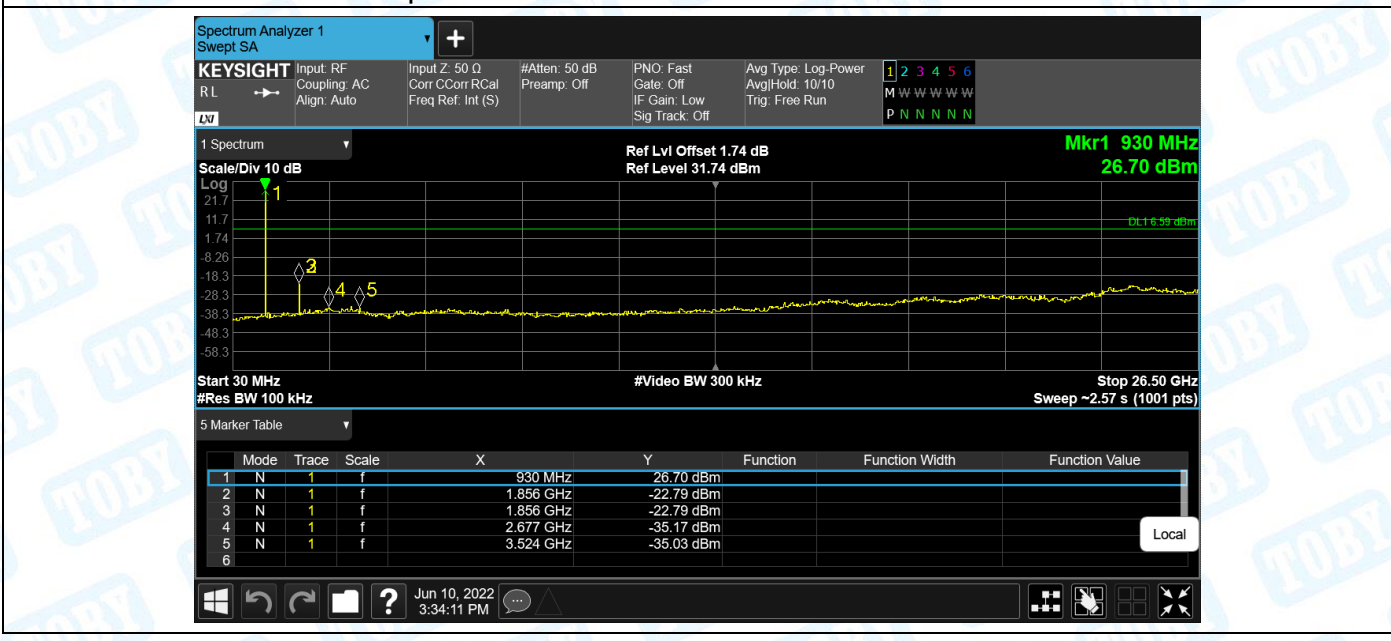 Spectrum Analyzer 1
Swept SA
KEYSIGHT
R L
LXI
Input: RF
Coupling: AC
Align: Auto
Input Z: 50 Ω
Corr CCorr RCal
Freq Ref: Int (S)
#Atten: 50 dB
Preamp: Off
PNO: Fast
Gate: Off
IF Gain: Low
Sig Track: Off
Avg Type: Log-Power
Avg|Hold: 10/10
Trig: Free Run
1 2 3 4 5 6
M W W W W W
P N N N N N
1 Spectrum
Scale/Div 10 dB
Ref Lvl Offset 1.74 dB
Ref Level 31.74 dBm
Mkr1 930 MHz
26.70 dBm
Log
21.7
11.7
1.74
-8.26
-18.3
-28.3
-38.3
-48.3
-58.3
1
3
4
5
DL1 6.59 dBm
Start 30 MHz
#Video BW 300 kHz
Stop 26.50 GHz
#Res BW 100 kHz
Sweep ~2.57 s (1001 pts)
5 Marker Table
Mode Trace Scale X Y Function Function Width Function Value
1 N 1 f 930 MHz 26.70 dBm
2 N 1 f 1.856 GHz -22.79 dBm
3 N 1 f 1.856 GHz -22.79 dBm
4 N 1 f 2.677 GHz -35.17 dBm
5 N 1 f 3.524 GHz -35.03 dBm
6
Local
?
Jun 10, 2022
3:34:11 PM
TOBY